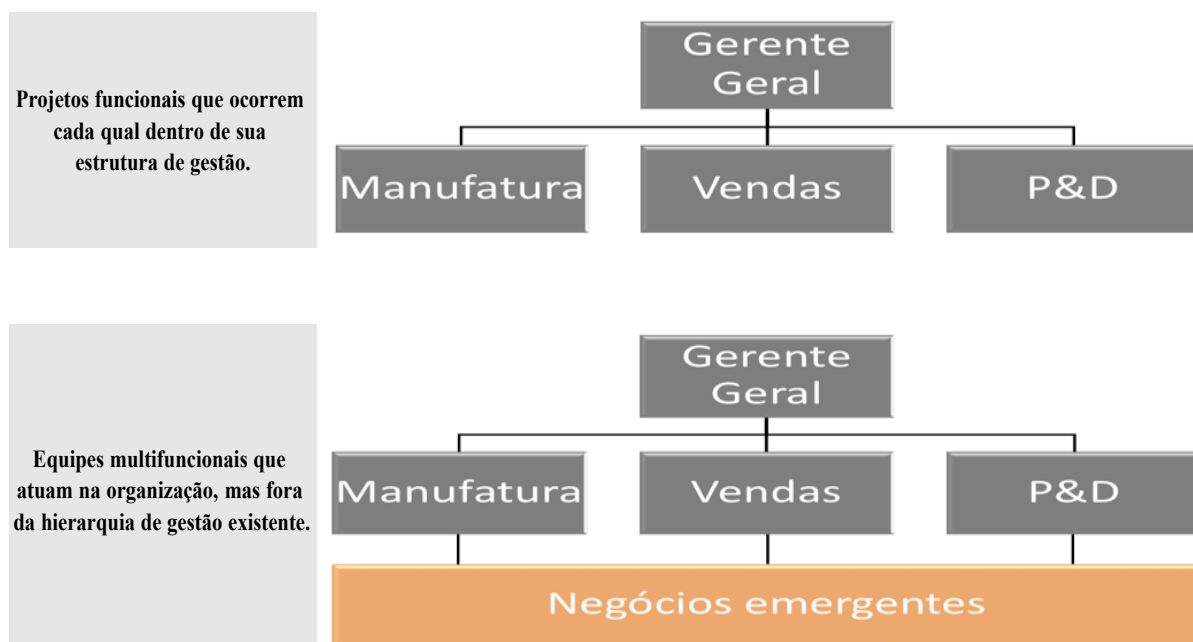 Projetos funcionais que ocorrem
cada qual dentro de sua
estrutura de gestão.
Gerente
Geral
Manufatura
Vendas
P&D
Equipes multifuncionais que
atuam na organização, mas fora
da hierarquia de gestão existente.
Gerente
Geral
Manufatura
Vendas
P&D
Negócios emergentes